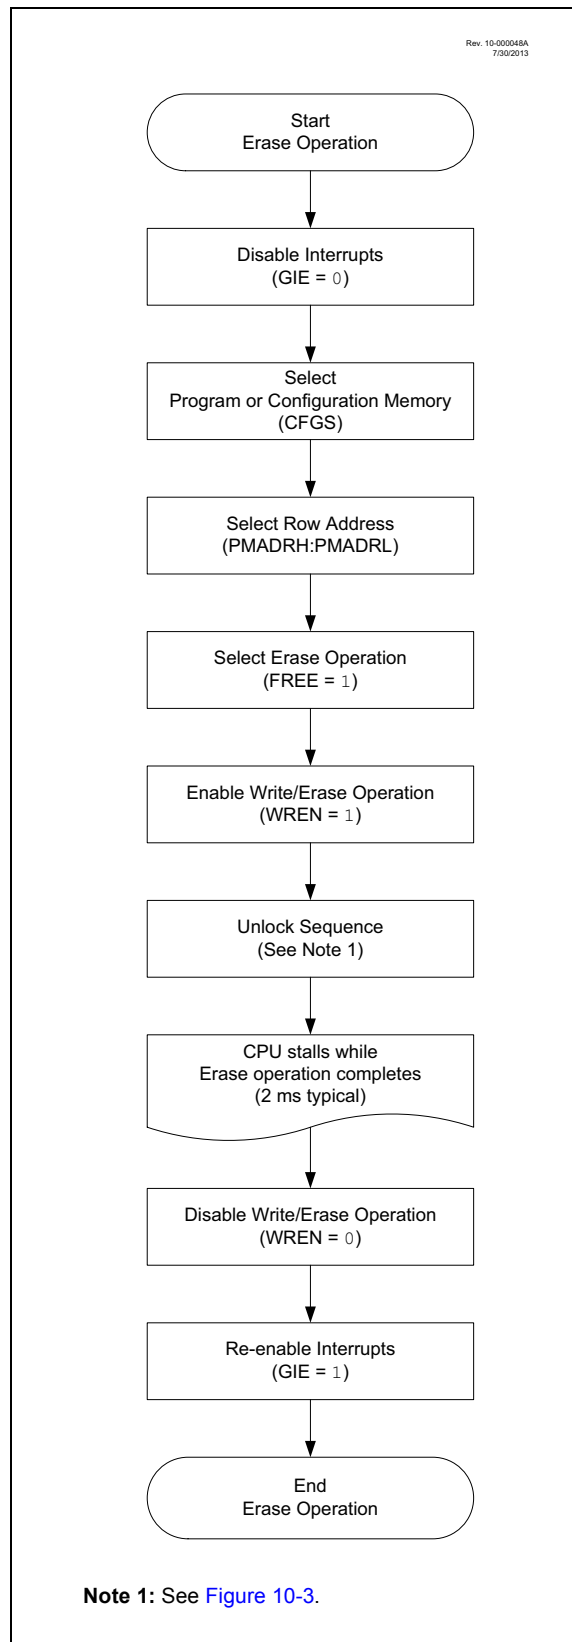 Rev. 10-000048A
7/30/2013
Start
Erase Operation
Disable Interrupts
(GIE = 0)
Select
Program or Configuration Memory
(CFGS)
Select Row Address
(PMADRH:PMADRL)
Select Erase Operation
(FREE = 1)
Enable Write/Erase Operation
(WREN = 1)
Unlock Sequence
(See Note 1)
CPU stalls while
Erase operation completes
(2 ms typical)
Disable Write/Erase Operation
(WREN = 0)
Re-enable Interrupts
(GIE = 1)
End
Erase Operation
Note 1: See Figure 10-3.